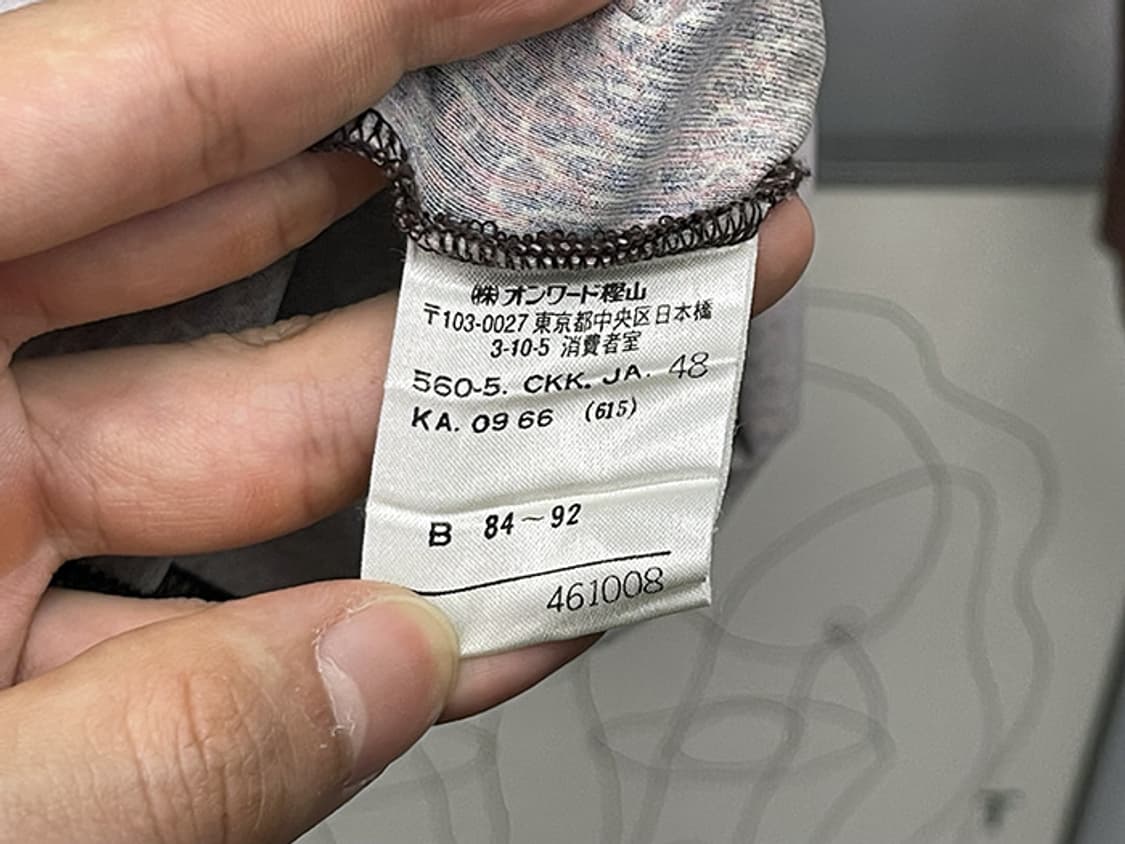 ㈱オンワード樫山
〒103-0027 東京都中央区日本橋
3-10-5 消費者室
560-5. CKK. JA. 48
KA. 09 66 (615)
B 84～92
461008